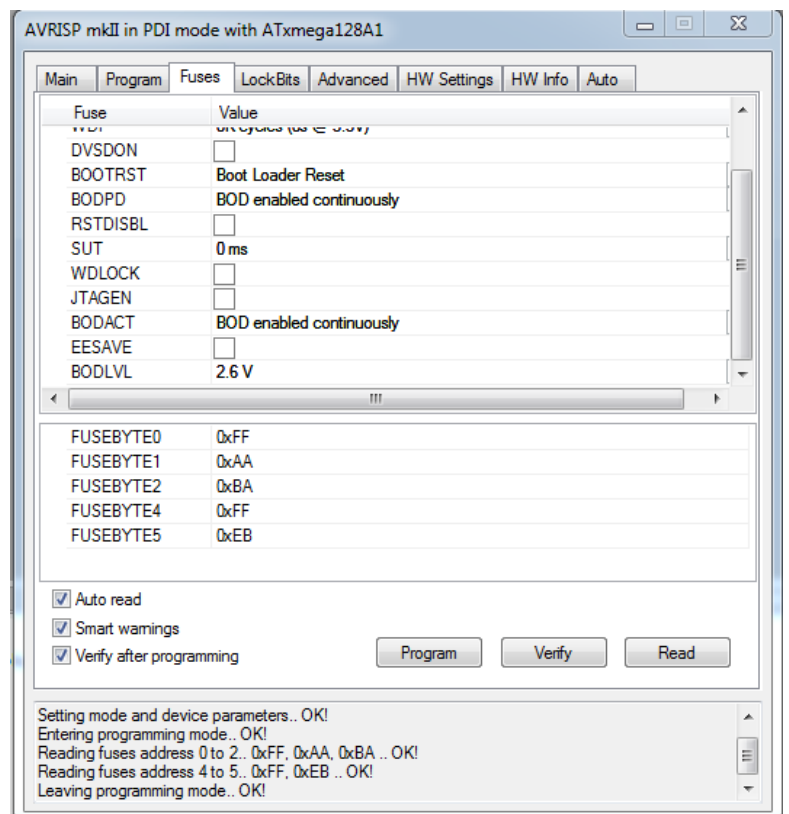 AVRISP mkII in PDI mode with ATxmega128A1
Main Program Fuses LockBits Advanced HW Settings HW Info Auto
Fuse Value
DVSDON
BOOTRST Boot Loader Reset
BODPD BOD enabled continuously
RSTDISBL
SUT 0 ms
WDLOCK
JTAGEN
BODACT BOD enabled continuously
EESAVE
BODLVL 2.6 V
FUSEBYTE0 0xFF
FUSEBYTE1 0xAA
FUSEBYTE2 0xBA
FUSEBYTE4 0xFF
FUSEBYTE5 0xEB
Auto read
Smart warnings
Verify after programming Program Verify Read
Setting mode and device parameters.. OK!
Entering programming mode.. OK!
Reading fuses address 0 to 2.. 0xFF, 0xAA, 0xBA .. OK!
Reading fuses address 4 to 5.. 0xFF, 0xEB .. OK!
Leaving programming mode.. OK!